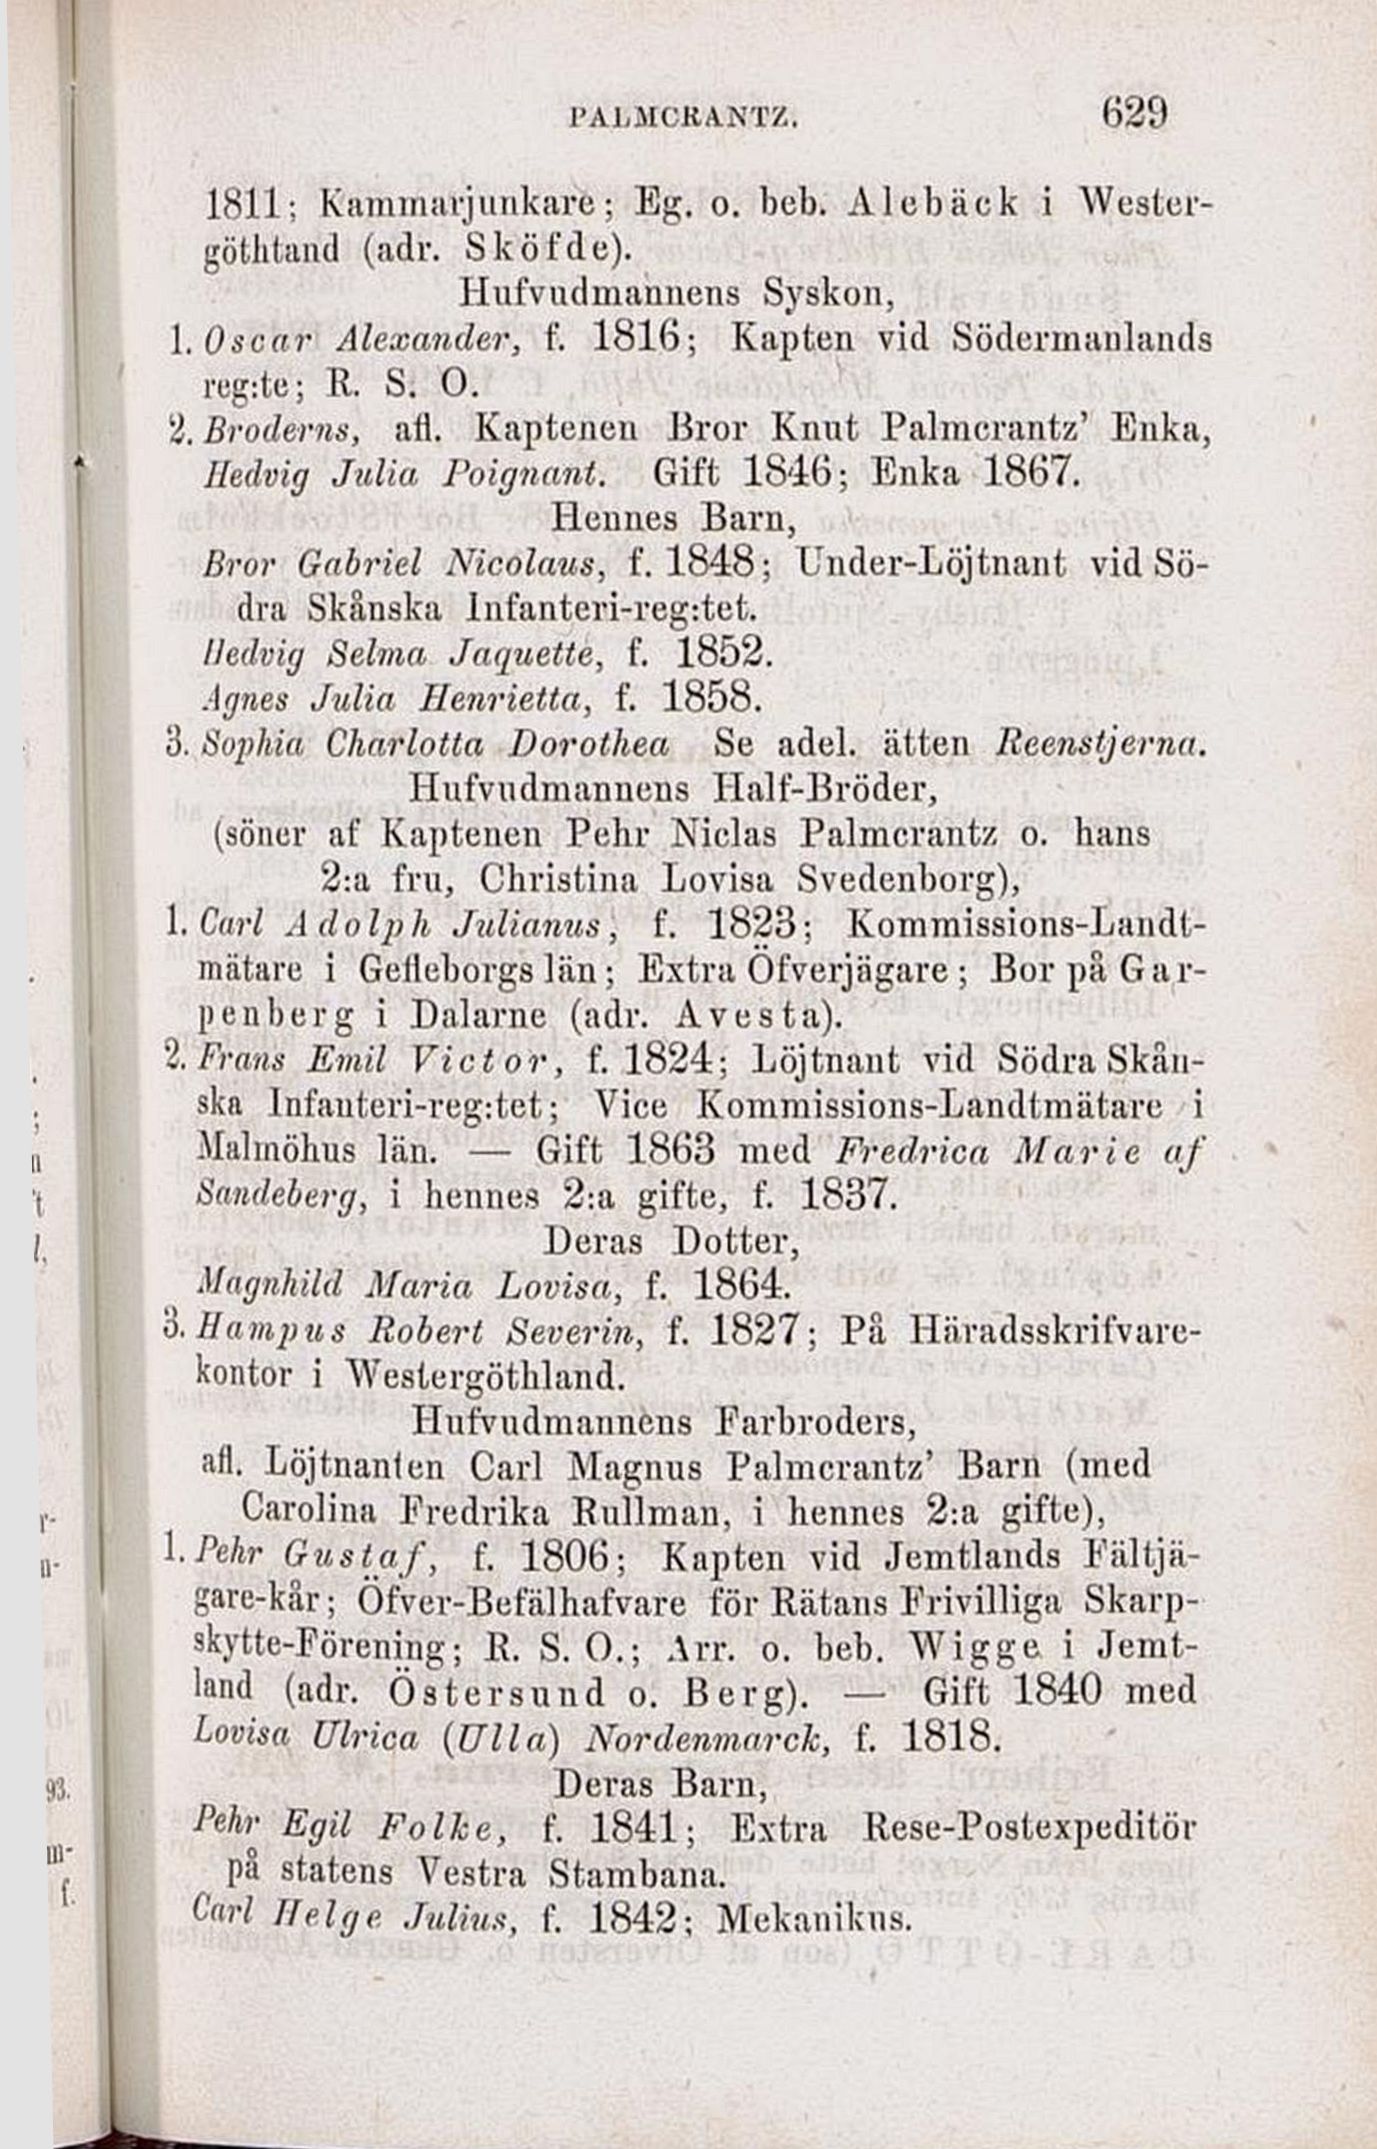 PALMCRANTZ. 629
1811; Kammarjunkare; Eg. o. beb. Alebäck i Wester-
göthtand (adr. Sköfde).
Hufvudmannens Syskon,
1. Oscar Alexander, f. 1816; Kapten vid Södermanlands
reg:te; R. S. O.
2. Broderns, afl. Kaptenen Bror Knut Palmcrantz' Enka,
Hedvig Julia Poignant. Gift 1846; Enka 1867.
Hennes Barn,
Bror Gabriel Nicolaus, f. 1848; Under-Löjtnant vid Sö-
dra Skånska Infanteri-reg:tet.
Hedvig Selma Jaquette, f. 1852.
Agnes Julia Henrietta, f. 1858.
3. Sophia Charlotta Dorothea Se adel. ätten Reenstjerna.
Hufvudmannens Half-Bröder,
(söner af Kaptenen Pehr Niclas Palmcrantz o. hans
2:a fru, Christina Lovisa Svedenborg),
1. Carl Adolph Julianus, f. 1823; Kommissions-Landt-
mätare i Gefleborgs län; Extra Öfverjägare; Bor på Gar-
penberg i Dalarne (adr. Avesta).
2. Frans Emil Victor, f. 1824; Löjtnant vid Södra Skån-
ska Infanteri-reg:tet; Vice Kommissions-Landtmätare i
Malmöhus län. — Gift 1863 med Fredrica Marie af
Sandeberg, i hennes 2:a gifte, f. 1837.
Deras Dotter,
Magnhild Maria Lovisa, f. 1864.
3. Hampus Robert Severin, f. 1827; På Häradsskrifvare-
kontor i Westergöthland.
Hufvudmannens Farbroders,
afl. Löjtnanten Carl Magnus Palmcrantz' Barn (med
Carolina Fredrika Rullman, i hennes 2:a gifte),
1. Pehr Gustaf, f. 1806; Kapten vid Jemtlands Fältjä-
gare-kår; Öfver-Befälhafvare för Rätans Frivilliga Skarp-
skytte-Förening; R. S. O.; Arr. o. beb. Wigge i Jemt-
land (adr. Östersund o. Berg). — Gift 1840 med
Lovisa Ulrica (Ulla) Nordenmarck, f. 1818.
Deras Barn,
Pehr Egil Folke, f. 1841; Extra Rese-Postexpeditör
på statens Vestra Stambana.
Carl Helge Julius, f. 1842; Mekanikus.